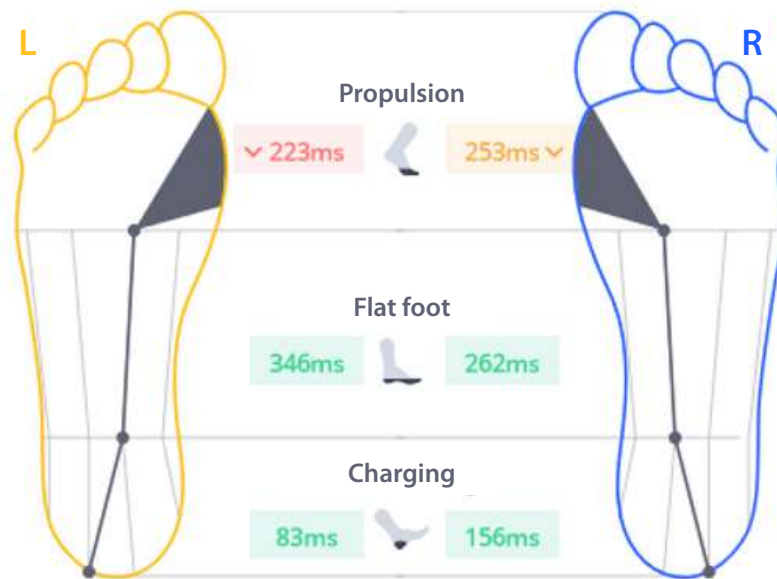 L
R
Propulsion
223ms 253ms
Flat foot
346ms 262ms
Charging
83ms 156ms